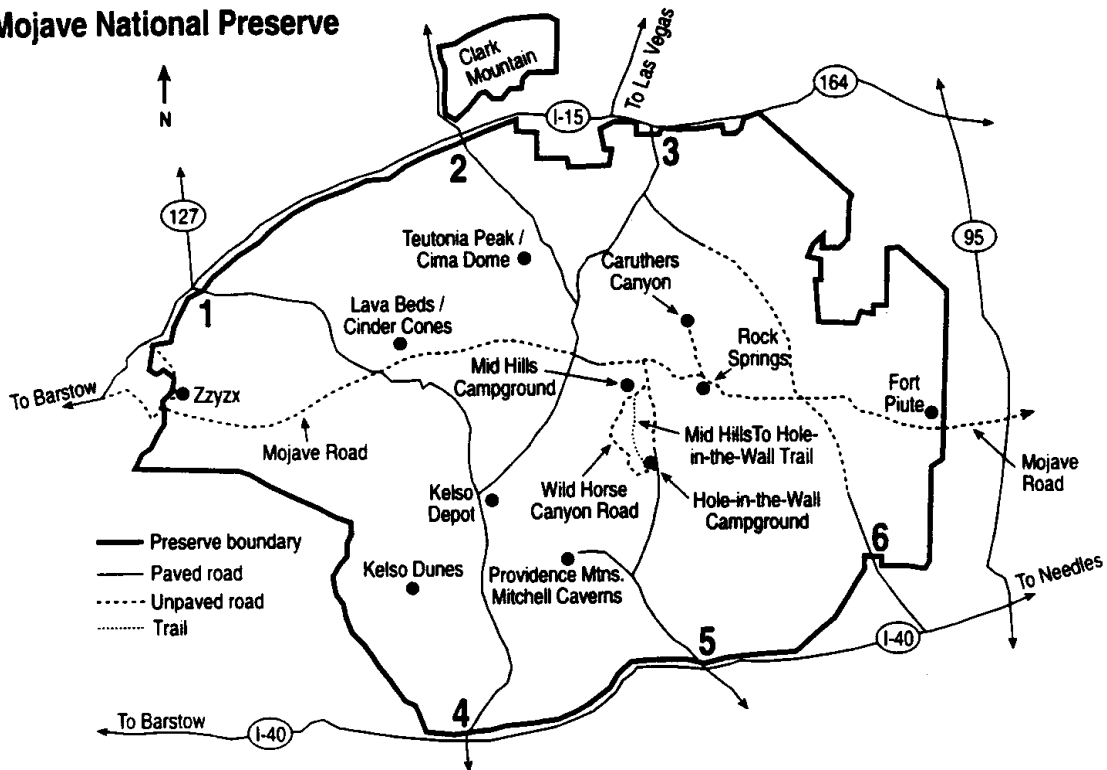 Mojave National Preserve
N
Clark
Mountain
To Las Vegas
I-15
164
2
3
127
95
Teutonia Peak /
Cima Dome
Caruthers
Canyon
1
Lava Beds /
Cinder Cones
Rock
Springs
Mid Hills
Campground
To Barstow
Zzyzx
Fort
Piute
Mojave Road
Mid HillsTo Hole-
in-the-Wall Trail
Mojave
Road
Kelso
Depot
Wild Horse
Canyon Road
Hole-in-the-Wall
Campground
6
Preserve boundary
Paved road
Unpaved road
Trail
Kelso Dunes
Providence Mtns.
Mitchell Caverns
To Needles
5
I-40
4
To Barstow
I-40